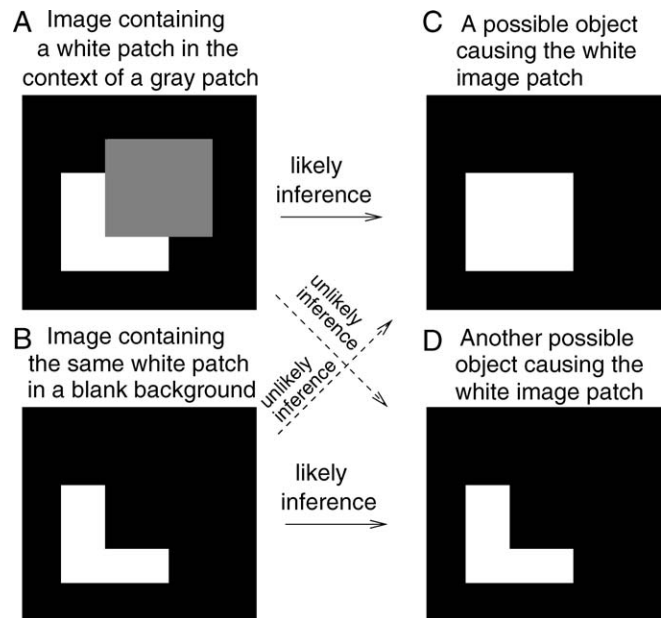 A Image containing
a white patch in the
context of a gray patch
C A possible object
causing the white
image patch
likely
inference
unlikely
inference
unlikely
inference
B Image containing
the same white patch
in a blank background
D Another possible
object causing the
white image patch
likely
inference